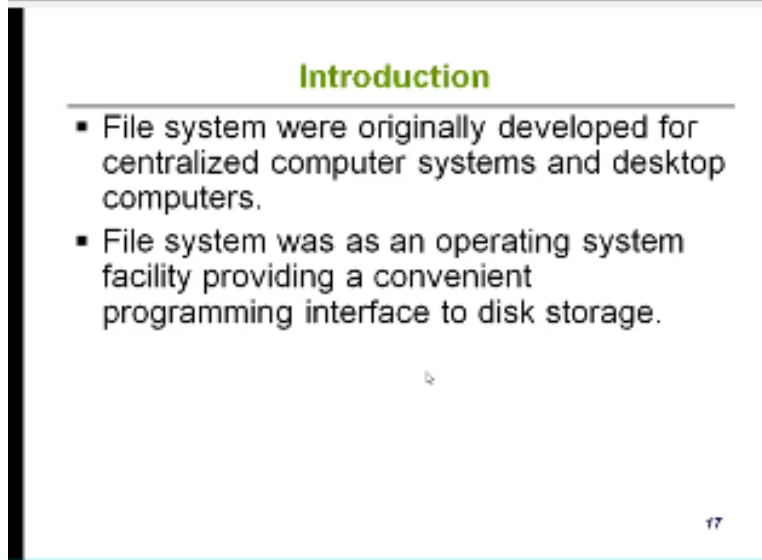 Introduction
▪ File system were originally developed for
centralized computer systems and desktop
computers.
▪ File system was as an operating system
facility providing a convenient
programming interface to disk storage.
17